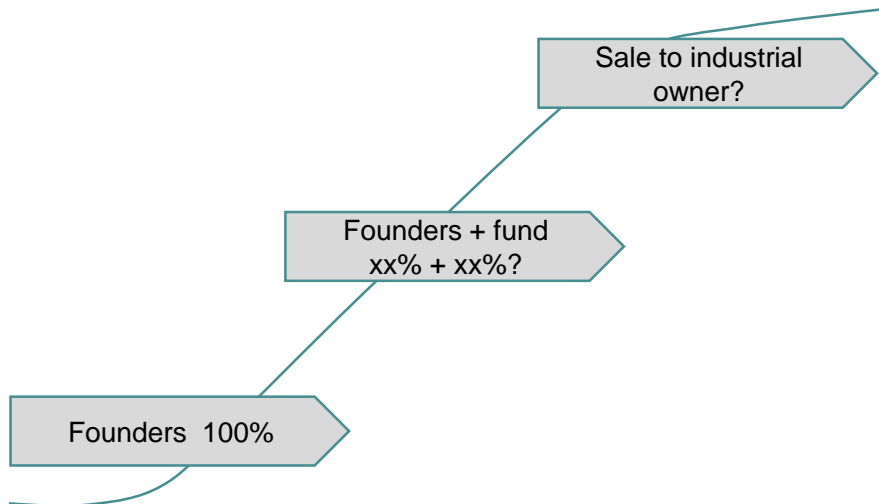 Sale to industrial
owner?
Founders + fund
xx% + xx%?
Founders 100%